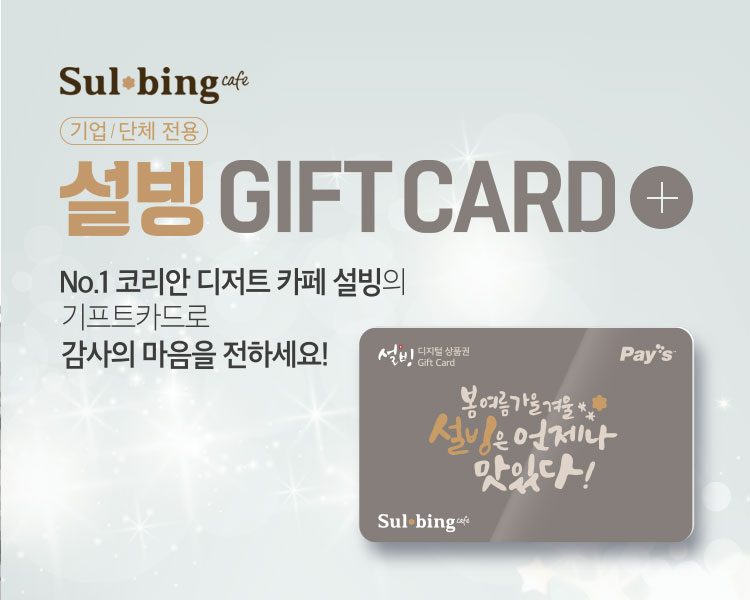 Sul bing cafe
기업/단체 전용
설빙 GIFT CARD +
No.1 코리안 디저트 카페 설빙의
기프트카드로
감사의 마음을 전하세요!
설빙 디지털 상품권
Gift Card
Pay's
봄여름가을겨울
설빙은 언제나
맛있다!
Sul bing cafe